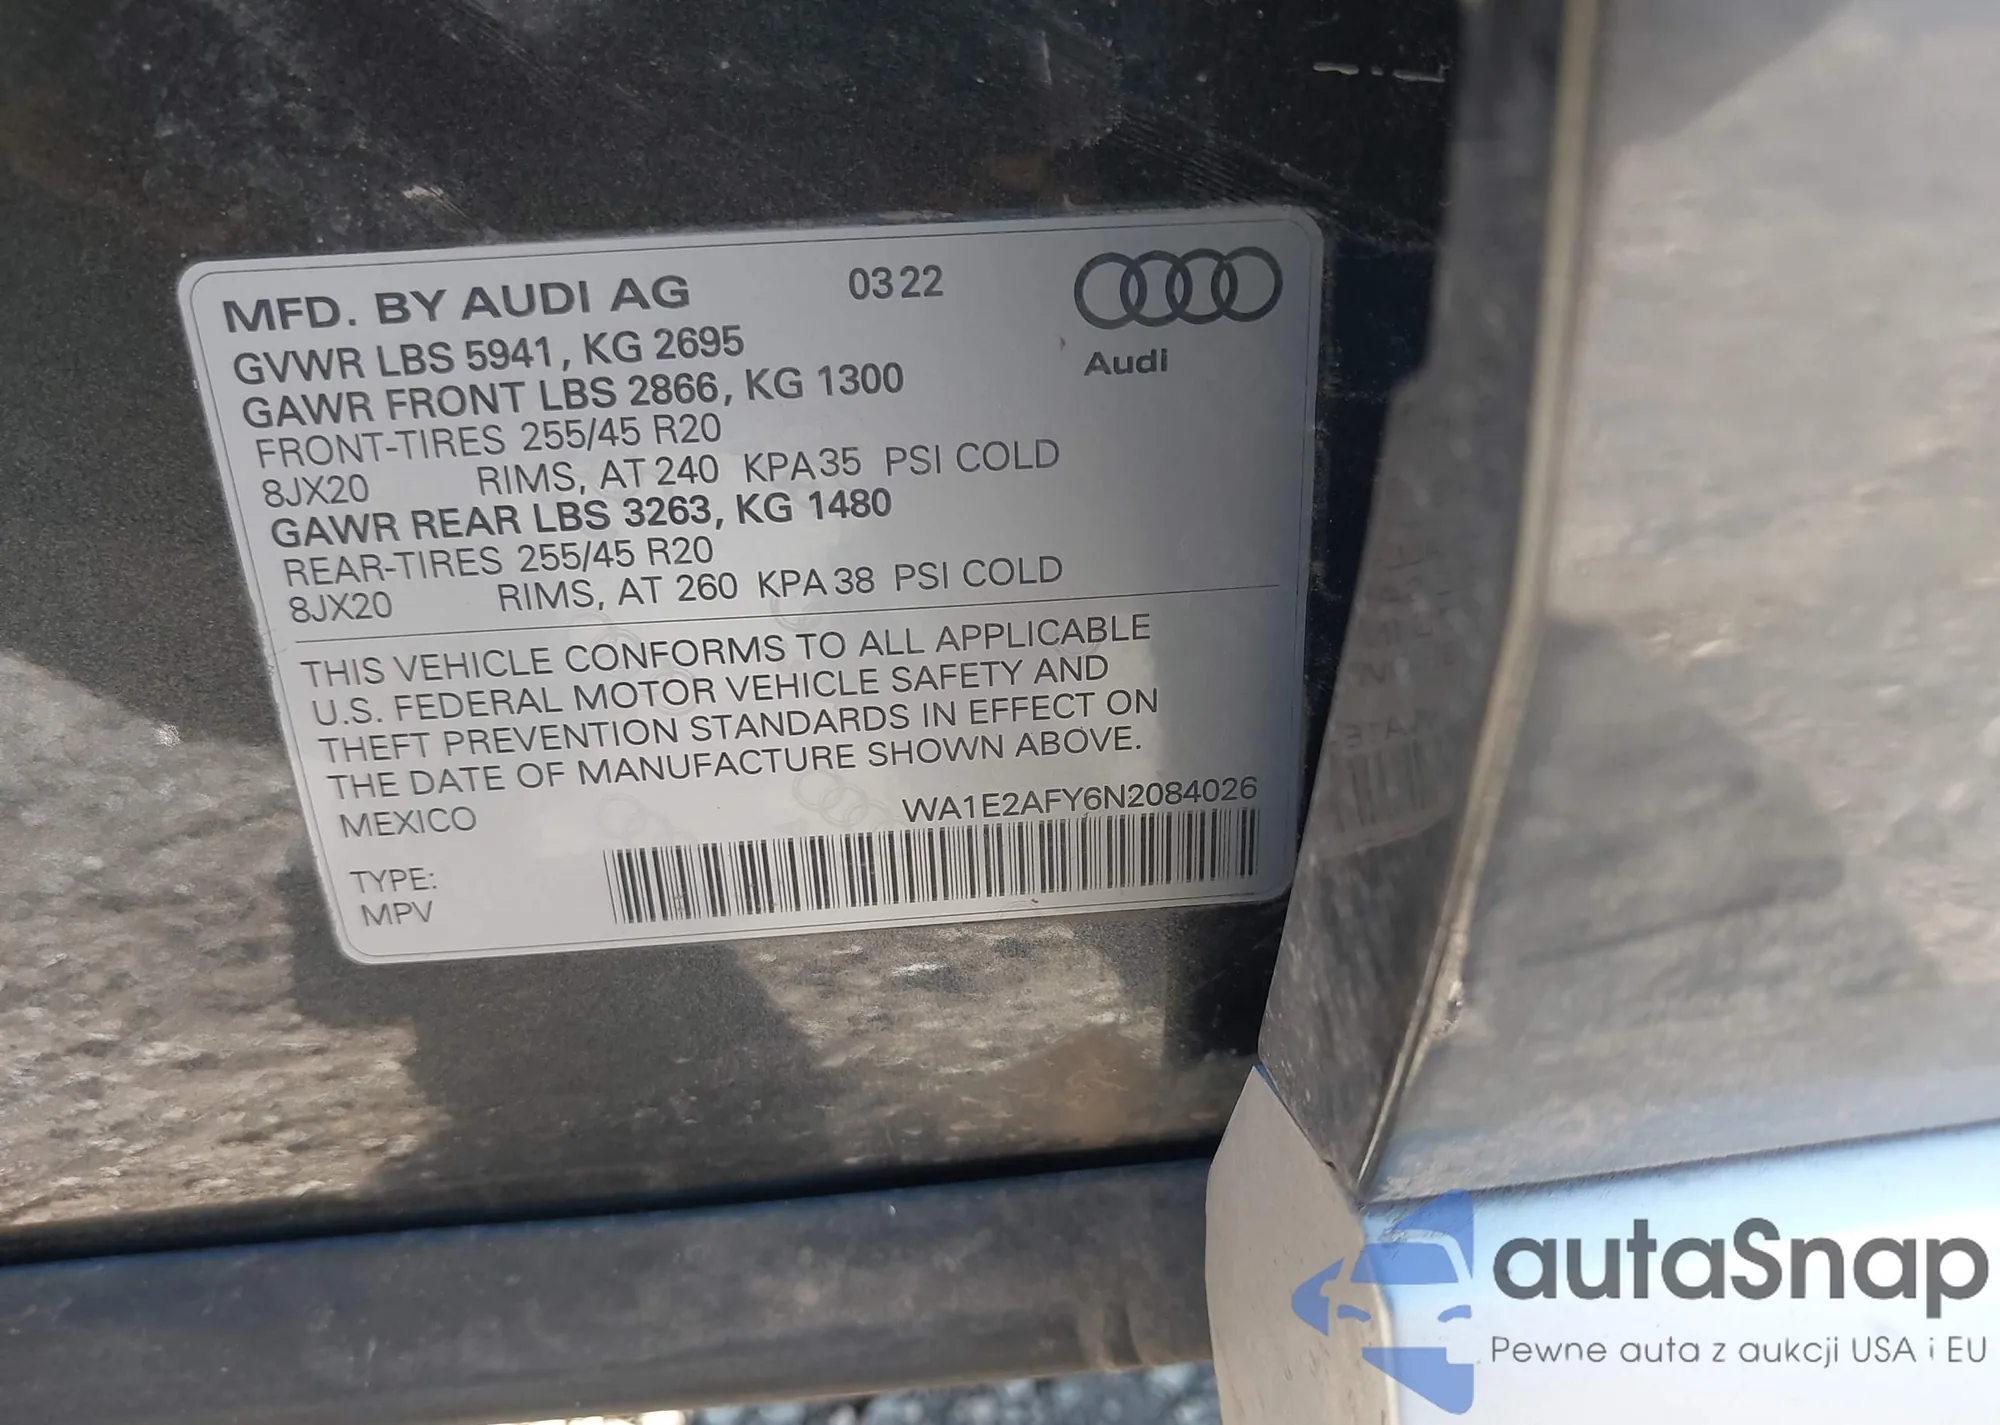 MFD. BY AUDI AG 0322
GVWR LBS 5941, KG 2695
GAWR FRONT LBS 2866, KG 1300
Audi
FRONT-TIRES 255/45 R20
8JX20 RIMS, AT 240 KPA 35 PSI COLD
GAWR REAR LBS 3263, KG 1480
REAR-TIRES 255/45 R20
8JX20 RIMS, AT 260 KPA 38 PSI COLD
THIS VEHICLE CONFORMS TO ALL APPLICABLE
U.S. FEDERAL MOTOR VEHICLE SAFETY AND
THEFT PREVENTION STANDARDS IN EFFECT ON
THE DATE OF MANUFACTURE SHOWN ABOVE.
MEXICO WA1E2AFY6N2084026
TYPE:
MPV
autaSnap
Pewne auta z aukcji USA i EU